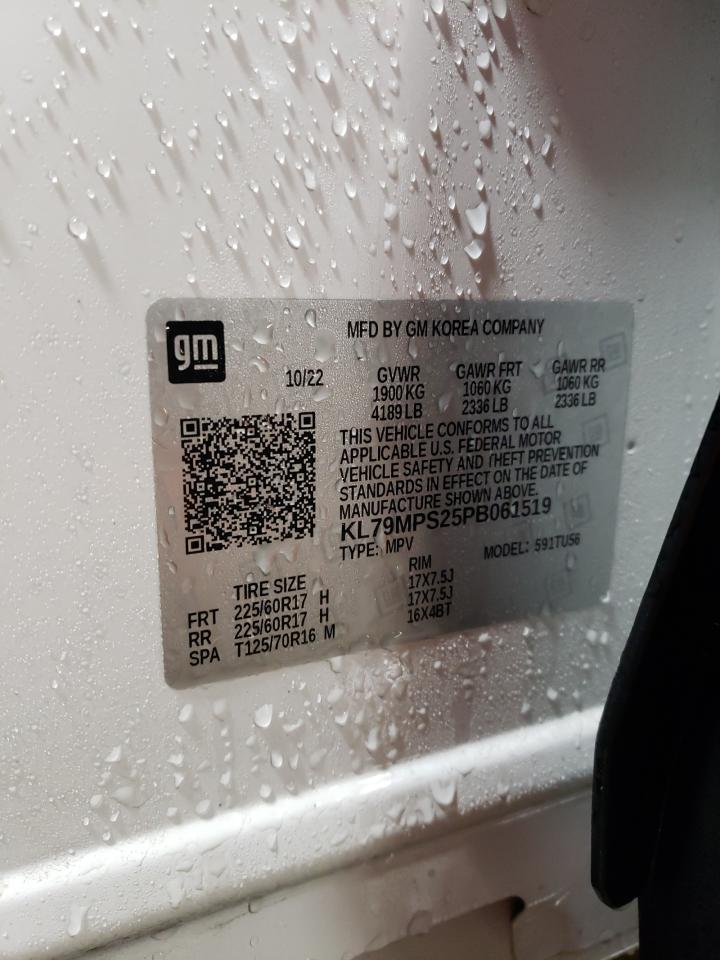 gm
MFD BY GM KOREA COMPANY
10/22 GVWR GAWR FRT GAWR RR
1900 KG 1060 KG 1060 KG
4189 LB 2336 LB 2336 LB
THIS VEHICLE CONFORMS TO ALL
APPLICABLE U.S. FEDERAL MOTOR
VEHICLE SAFETY AND THEFT PREVENTION
STANDARDS IN EFFECT ON THE DATE OF
MANUFACTURE SHOWN ABOVE.
KL79MPS25PB061519
TYPE: MPV MODEL: 591TU56
TIRE SIZE RIM
FRT 225/60R17 H 17X7.5J
RR 225/60R17 H 17X7.5J
SPA T125/70R16 M 16X4BT